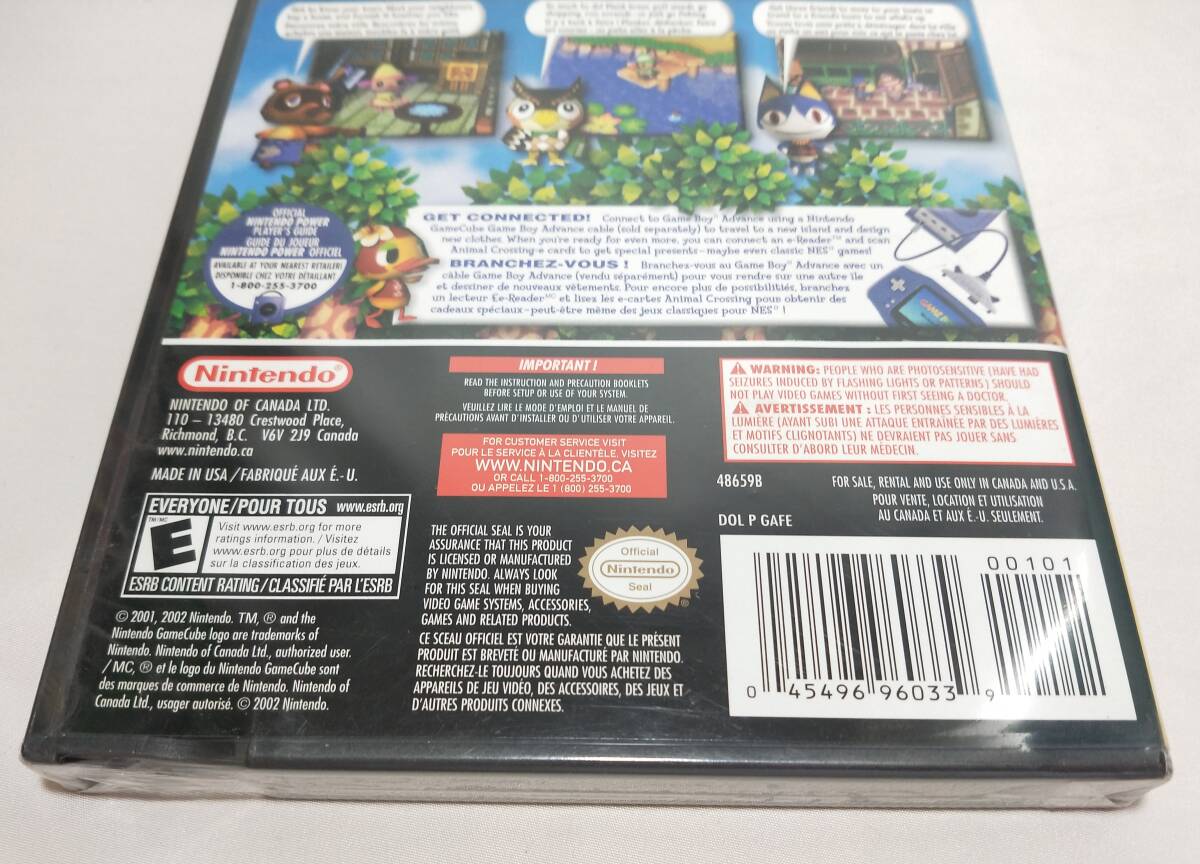 OFFICIAL
NINTENDO POWER
PLAYER'S GUIDE
GUIDE DU JOUEUR
NINTENDO POWER OFFICIEL
AVAILABLE AT YOUR NEAREST RETAILER!
DISPONIBLE CHEZ VOTRE DÉTAILLANT
1-800-255-3700
GET CONNECTED! Connect to Game Boy® Advance using a Nintendo
GameCube Game Boy Advance cable (sold separately) to travel to a new island and design
new clothes. When you're ready for even more, you can connect an e-Reader™ and scan
Animal Crossing e cards to get special presents—maybe even classic NES® games!
BRANCHEZ-VOUS ! Branchez-vous au Game Boy® Advance avec un
câble Game Boy Advance (vendu séparément) pour vous rendre sur une autre île
et dessiner de nouveaux vêtements. Pour encore plus de possibilités, branchez
un lecteur Ee-Reader MC et lisez les e-cartes Animal Crossing pour obtenir des
cadeaux spéciaux—peut-être même des jeux classiques pour NES® !
Nintendo®
NINTENDO OF CANADA LTD.
110 – 13480 Crestwood Place,
Richmond, B.C. V6V 2J9 Canada
www.nintendo.ca
MADE IN USA / FABRIQUÉ AUX É.-U.
EVERYONE/POUR TOUS www.esrb.org
TM/MC
E
Visit www.esrb.org for more
ratings information. / Visitez
www.esrb.org pour plus de détails
sur la classification des jeux.
ESRB CONTENT RATING / CLASSIFIÉ PAR L'ESRB
© 2001, 2002 Nintendo. TM, ® and the
Nintendo GameCube logo are trademarks of
Nintendo. Nintendo of Canada Ltd., authorized user.
/ MC, ® et le logo du Nintendo GameCube sont
des marques de commerce de Nintendo. Nintendo of
Canada Ltd., usager autorisé. © 2002 Nintendo.
IMPORTANT !
READ THE INSTRUCTION AND PRECAUTION BOOKLETS
BEFORE SETUP OR USE OF YOUR SYSTEM.
VEUILLEZ LIRE LE MODE D'EMPLOI ET LE MANUEL DE
PRÉCAUTIONS AVANT D'INSTALLER OU D'UTILISER VOTRE APPAREIL.
FOR CUSTOMER SERVICE VISIT
POUR LE SERVICE À LA CLIENTÈLE, VISITEZ
WWW.NINTENDO.CA
OR CALL 1-800-255-3700
OU APPELEZ LE 1 (800) 255-3700
THE OFFICIAL SEAL IS YOUR
ASSURANCE THAT THIS PRODUCT
IS LICENSED OR MANUFACTURED
BY NINTENDO. ALWAYS LOOK
FOR THIS SEAL WHEN BUYING
VIDEO GAME SYSTEMS, ACCESSORIES,
GAMES AND RELATED PRODUCTS.
CE SCEAU OFFICIEL EST VOTRE GARANTIE QUE LE PRÉSENT
PRODUIT EST BREVETÉ OU MANUFACTURÉ PAR NINTENDO.
RECHERCHEZ-LE TOUJOURS QUAND VOUS ACHETEZ DES
APPAREILS DE JEU VIDÉO, DES ACCESSOIRES, DES JEUX ET
D'AUTRES PRODUITS CONNEXES.
Official
Nintendo
Seal
®
WARNING: PEOPLE WHO ARE PHOTOSENSITIVE (HAVE HAD
SEIZURES INDUCED BY FLASHING LIGHTS OR PATTERNS) SHOULD
NOT PLAY VIDEO GAMES WITHOUT FIRST SEEING A DOCTOR.
AVERTISSEMENT : LES PERSONNES SENSIBLES À LA
LUMIÈRE (AYANT SUBI UNE ATTAQUE ENTRAÎNÉE PAR DES LUMIÈRES
ET MOTIFS CLIGNOTANTS) NE DEVRAIENT PAS JOUER SANS
CONSULTER D'ABORD LEUR MÉDECIN.
48659B
FOR SALE, RENTAL AND USE ONLY IN CANADA AND U.S.A.
POUR VENTE, LOCATION ET UTILISATION
AU CANADA ET AUX É.-U. SEULEMENT.
DOL P GAFE
00101
0 45496 96033 9